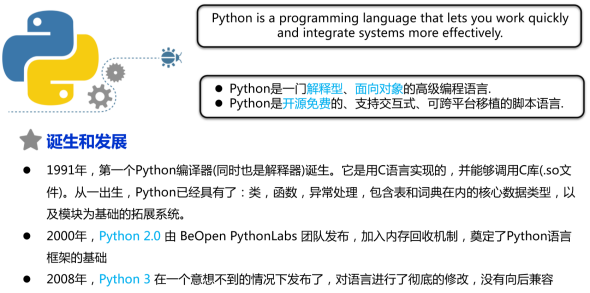 Python is a programming language that lets you work quickly
and integrate systems more effectively.
● Python是一门解释型、面向对象的高级编程语言.
● Python是开源免费的、支持交互式、可跨平台移植的脚本语言.
诞生和发展
● 1991年，第一个Python编译器(同时也是解释器)诞生。它是用C语言实现的，并能够调用C库(.so文
件)。从一出生，Python已经具有了：类，函数，异常处理，包含表和词典在内的核心数据类型，以
及模块为基础的拓展系统。
● 2000年，Python 2.0 由 BeOpen PythonLabs 团队发布，加入内存回收机制，奠定了Python语言
框架的基础
● 2008年，Python 3 在一个意想不到的情况下发布了，对语言进行了彻底的修改，没有向后兼容